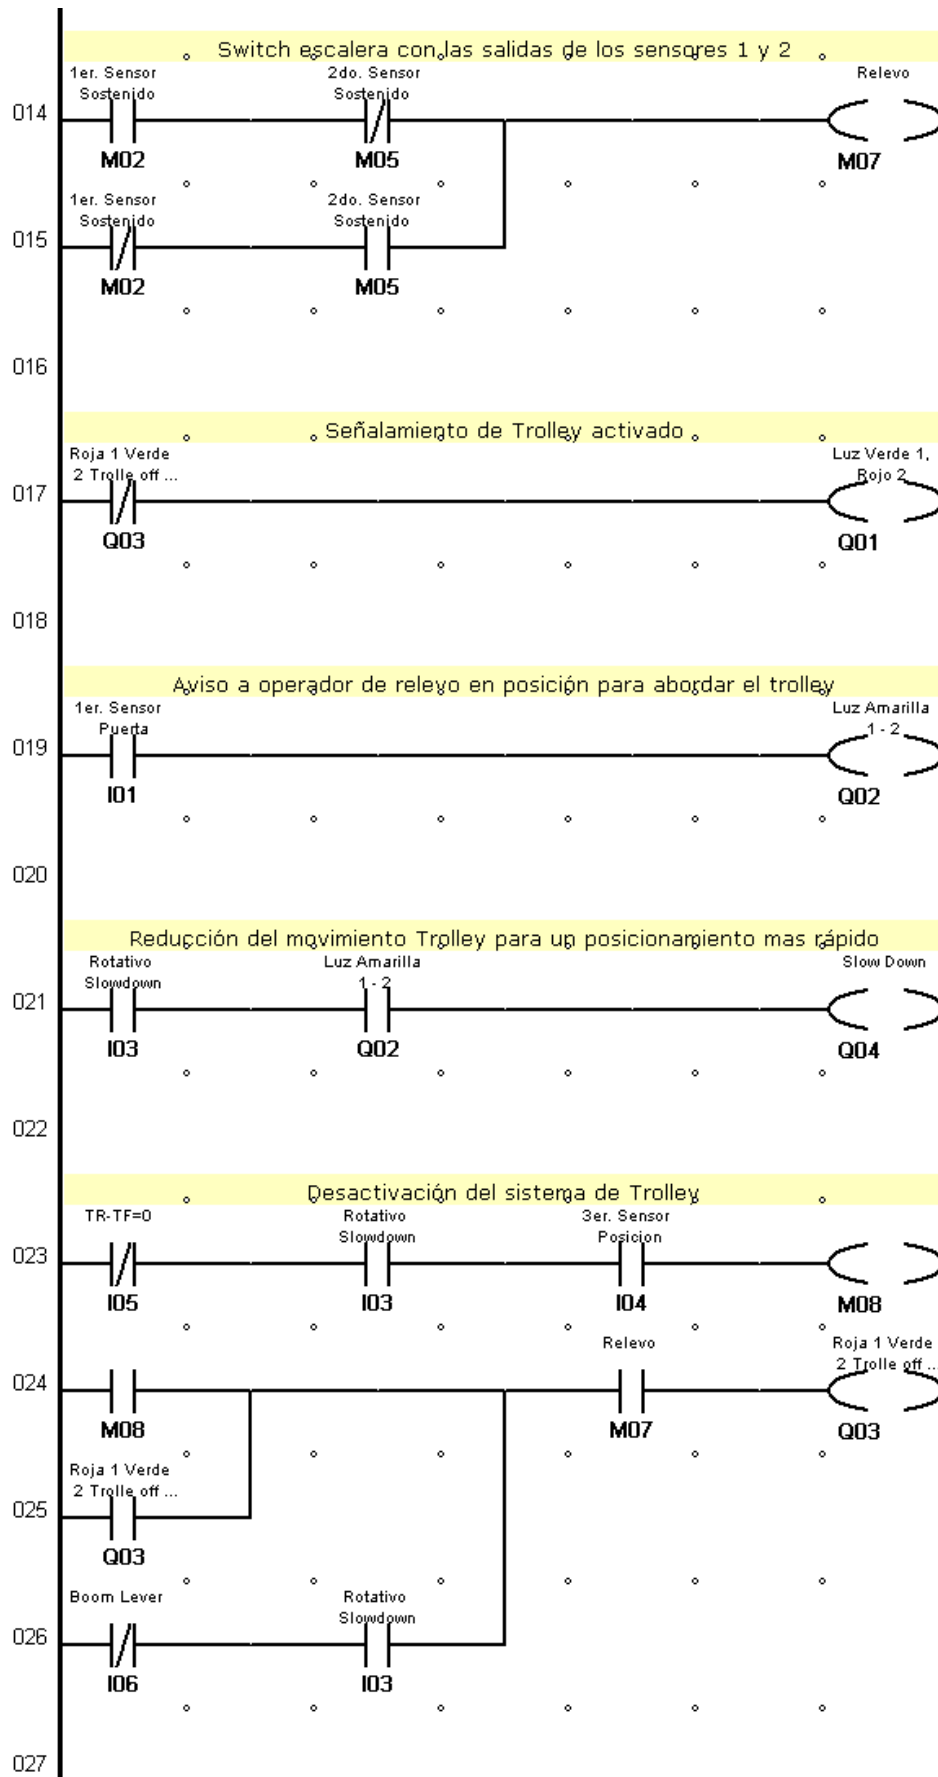 Switch escalera con las salidas de los sensores 1 y 2
1er. Sensor
Sostenido
2do. Sensor
Sostenido
Relevo
014
M02
M05
M07
1er. Sensor
Sostenido
2do. Sensor
Sostenido
015
M02
M05
016
Señalamiento de Trolley activado
Roja 1 Verde
2 Trolle off ...
Luz Verde 1,
Rojo 2
017
Q03
Q01
018
Aviso a operador de relevo en posición para abordar el trolley
1er. Sensor
Puerta
Luz Amarilla
1 - 2
019
I01
Q02
020
Reducción del movimiento Trolley para un posicionamiento mas rápido
Rotativo
Slowdown
Luz Amarilla
1 - 2
Slow Down
021
I03
Q02
Q04
022
Desactivación del sistema de Trolley
TR-TF=0
Rotativo
Slowdown
3er. Sensor
Posicion
023
I05
I03
I04
M08
Relevo
Roja 1 Verde
2 Trolle off ...
024
M08
M07
Q03
Roja 1 Verde
2 Trolle off ...
025
Q03
Boom Lever
Rotativo
Slowdown
026
I06
I03
027